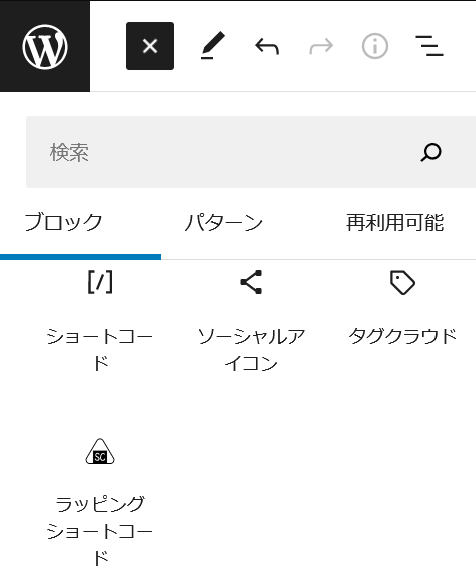 検索
ブロック パターン 再利用可能
[/]
ショートコー
ド
ソーシャルア
イコン
タグクラウド
SC
ラッピング
ショートコー
ド